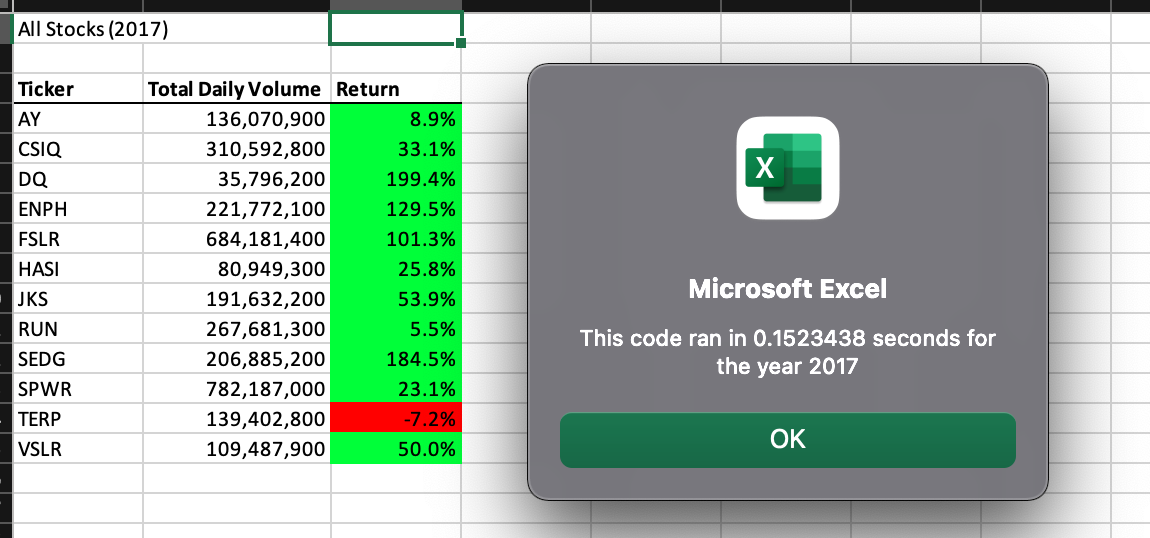 All Stocks (2017)
Ticker Total Daily Volume Return
AY 136,070,900 8.9%
CSIQ 310,592,800 33.1%
DQ 35,796,200 199.4%
ENPH 221,772,100 129.5%
FSLR 684,181,400 101.3%
HASI 80,949,300 25.8%
JKS 191,632,200 53.9%
RUN 267,681,300 5.5%
SEDG 206,885,200 184.5%
SPWR 782,187,000 23.1%
TERP 139,402,800 -7.2%
VSLR 109,487,900 50.0%
X
Microsoft Excel
This code ran in 0.1523438 seconds for
the year 2017
OK